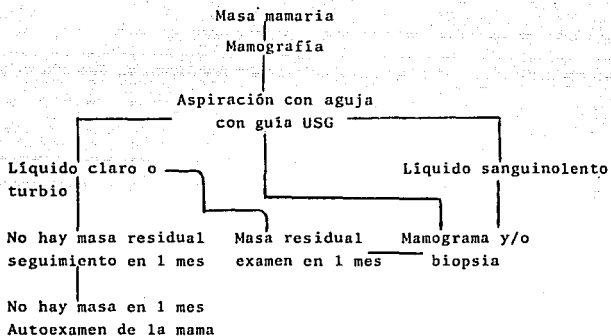 Masa mamaria
Mamografía
Aspiración con aguja
con guía USG
Líquido claro o
turbio
Líquido sanguinolento
No hay masa residual
seguimiento en 1 mes
Masa residual
examen en 1 mes
Mamograma y/o
biopsia
No hay masa en 1 mes
Autoexamen de la mama